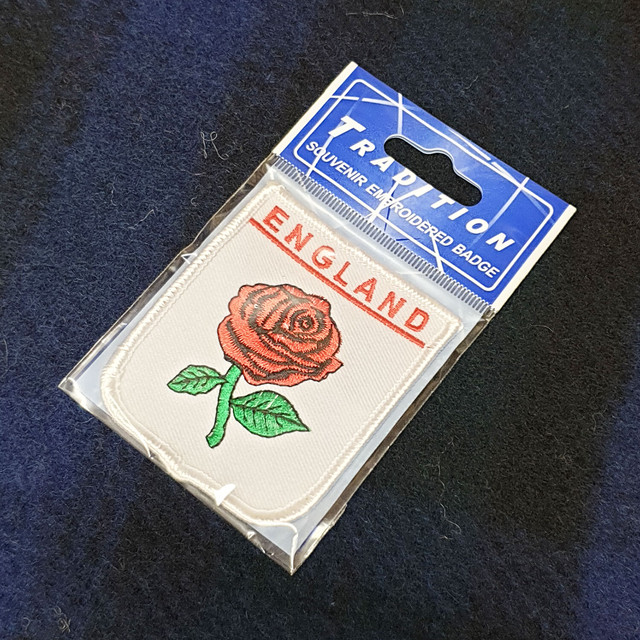 TRADITION
SOUVENIR EMBROIDERED BADGE
ENGLAND